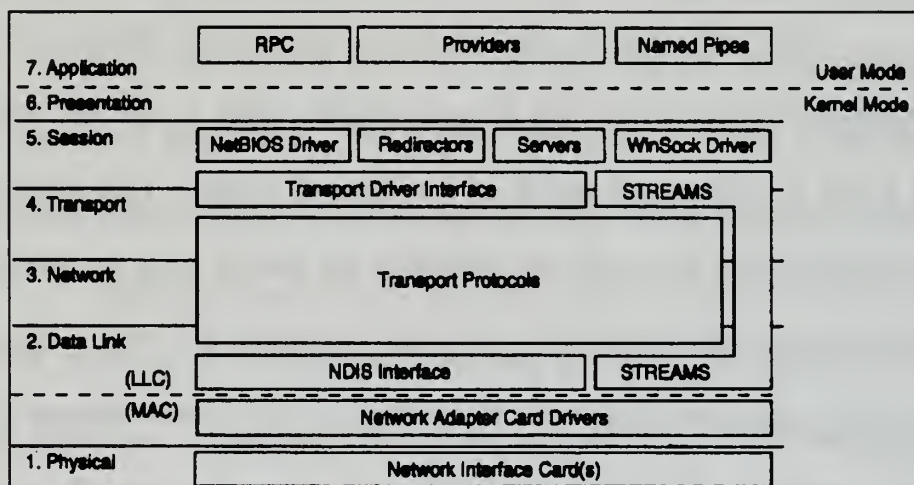 RPC Providers Named Pipes
7. Application User Mode
6. Presentation Kernel Mode
5. Session NetBIOS Driver Redirectors Servers WinSock Driver
Transport Driver Interface STREAMS
4. Transport
3. Network Transport Protocols
2. Data Link
NDIS Interface STREAMS
(LLC)
(MAC) Network Adapter Card Drivers
1. Physical Network Interface Card(s)